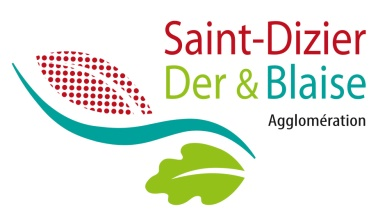 Saint-Dizier
Der & Blaise
Agglomération